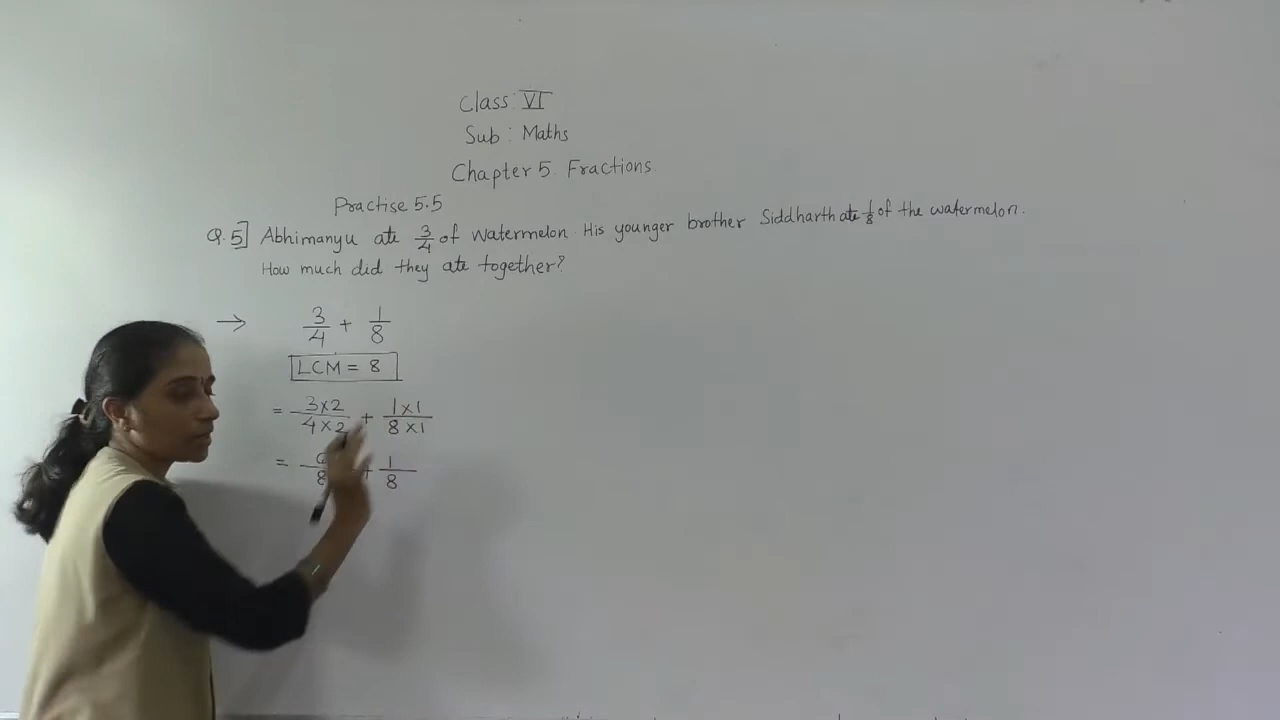 Class VI
Sub : Maths
Chapter 5. Fractions.
Practise 5.5
Q.5] Abhimanyu ate 3/4 of watermelon. His younger brother Siddharth ate 1/8 of the watermelon.
How much did they ate together?
→ 3/4 + 1/8
LCM = 8
= 3×2/4×2 + 1×1/8×1
= /8 + 1/8